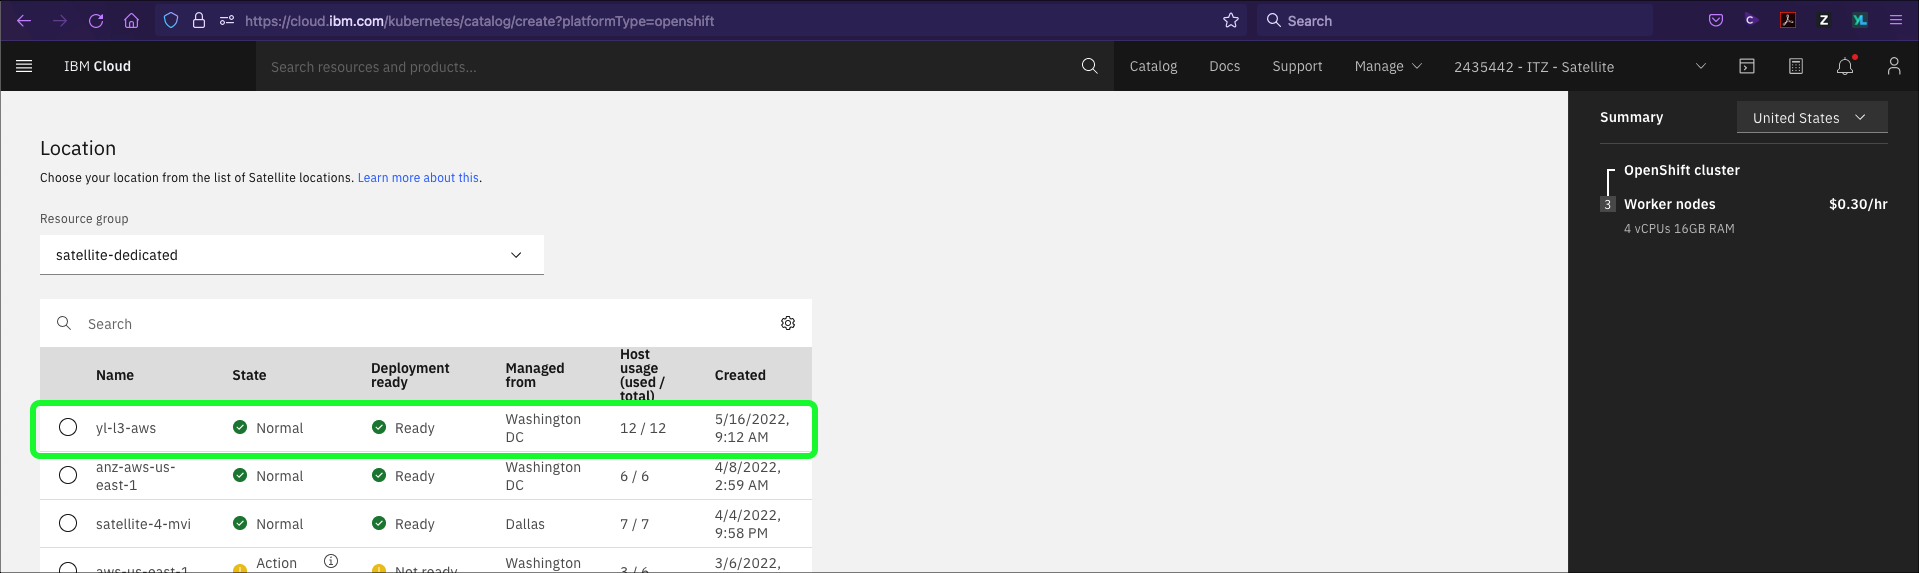 https://cloud.ibm.com/kubernetes/catalog/create?platformType=openshift
Search
IBM Cloud
Search resources and products...
Catalog
Docs
Support
Manage
2435442 - ITZ - Satellite
Location
Choose your location from the list of Satellite locations. Learn more about this.
Resource group
satellite-dedicated
Search
Name
State
Deployment
ready
Managed
from
Host
usage
(used /
total)
Created
yl-l3-aws
Normal
Ready
Washington
DC
12 / 12
5/16/2022,
9:12 AM
anz-aws-us-
east-1
Normal
Ready
Washington
DC
6 / 6
4/8/2022,
2:59 AM
satellite-4-mvi
Normal
Ready
Dallas
7 / 7
4/4/2022,
9:58 PM
aws-us-east-1
Action
Not ready
Washington
3 / 6
3/6/2022,
Summary
United States
OpenShift cluster
3
Worker nodes
$0.30/hr
4 vCPUs 16GB RAM
C
Z
YL